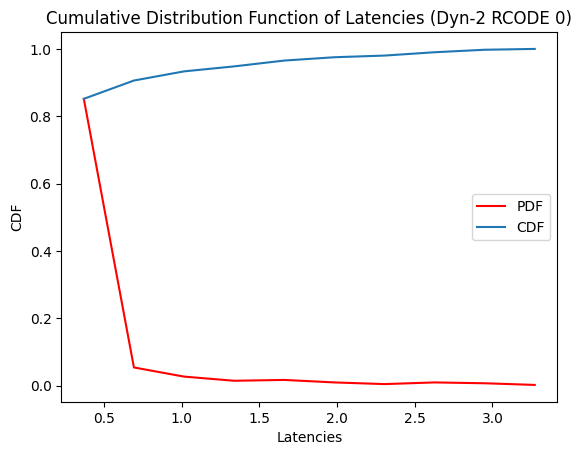 Cumulative Distribution Function of Latencies (Dyn-2 RCODE 0)
1.0
0.8
0.6
0.4
0.2
0.0
CDF
PDF
CDF
0.5 1.0 1.5 2.0 2.5 3.0
Latencies